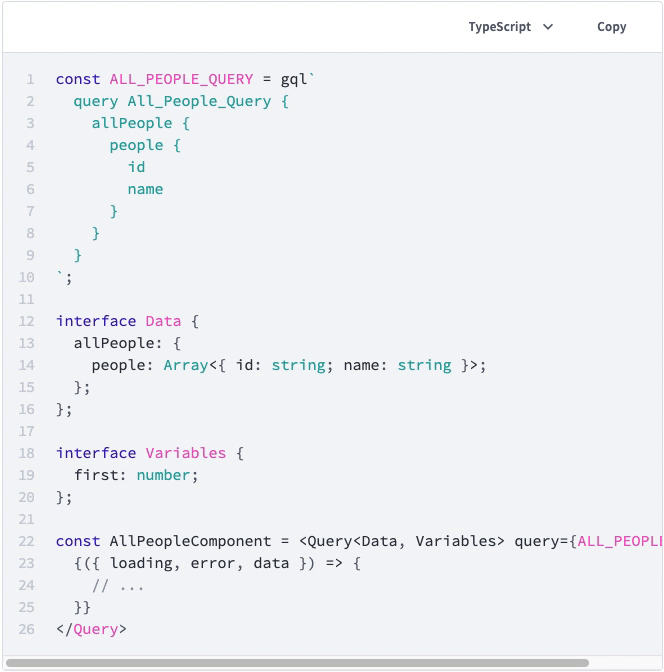 TypeScript Copy
1 const ALL_PEOPLE_QUERY = gql`
2   query All_People_Query {
3     allPeople {
4       people {
5         id
6         name
7       }
8     }
9   }
10 `;
11
12 interface Data {
13   allPeople: {
14     people: Array<{ id: string; name: string }>;
15   };
16 };
17
18 interface Variables {
19   first: number;
20 };
21
22 const AllPeopleComponent = <Query<Data, Variables> query={ALL_PEOPLE
23   {({ loading, error, data }) => {
24     // ...
25   }}
26 </Query>